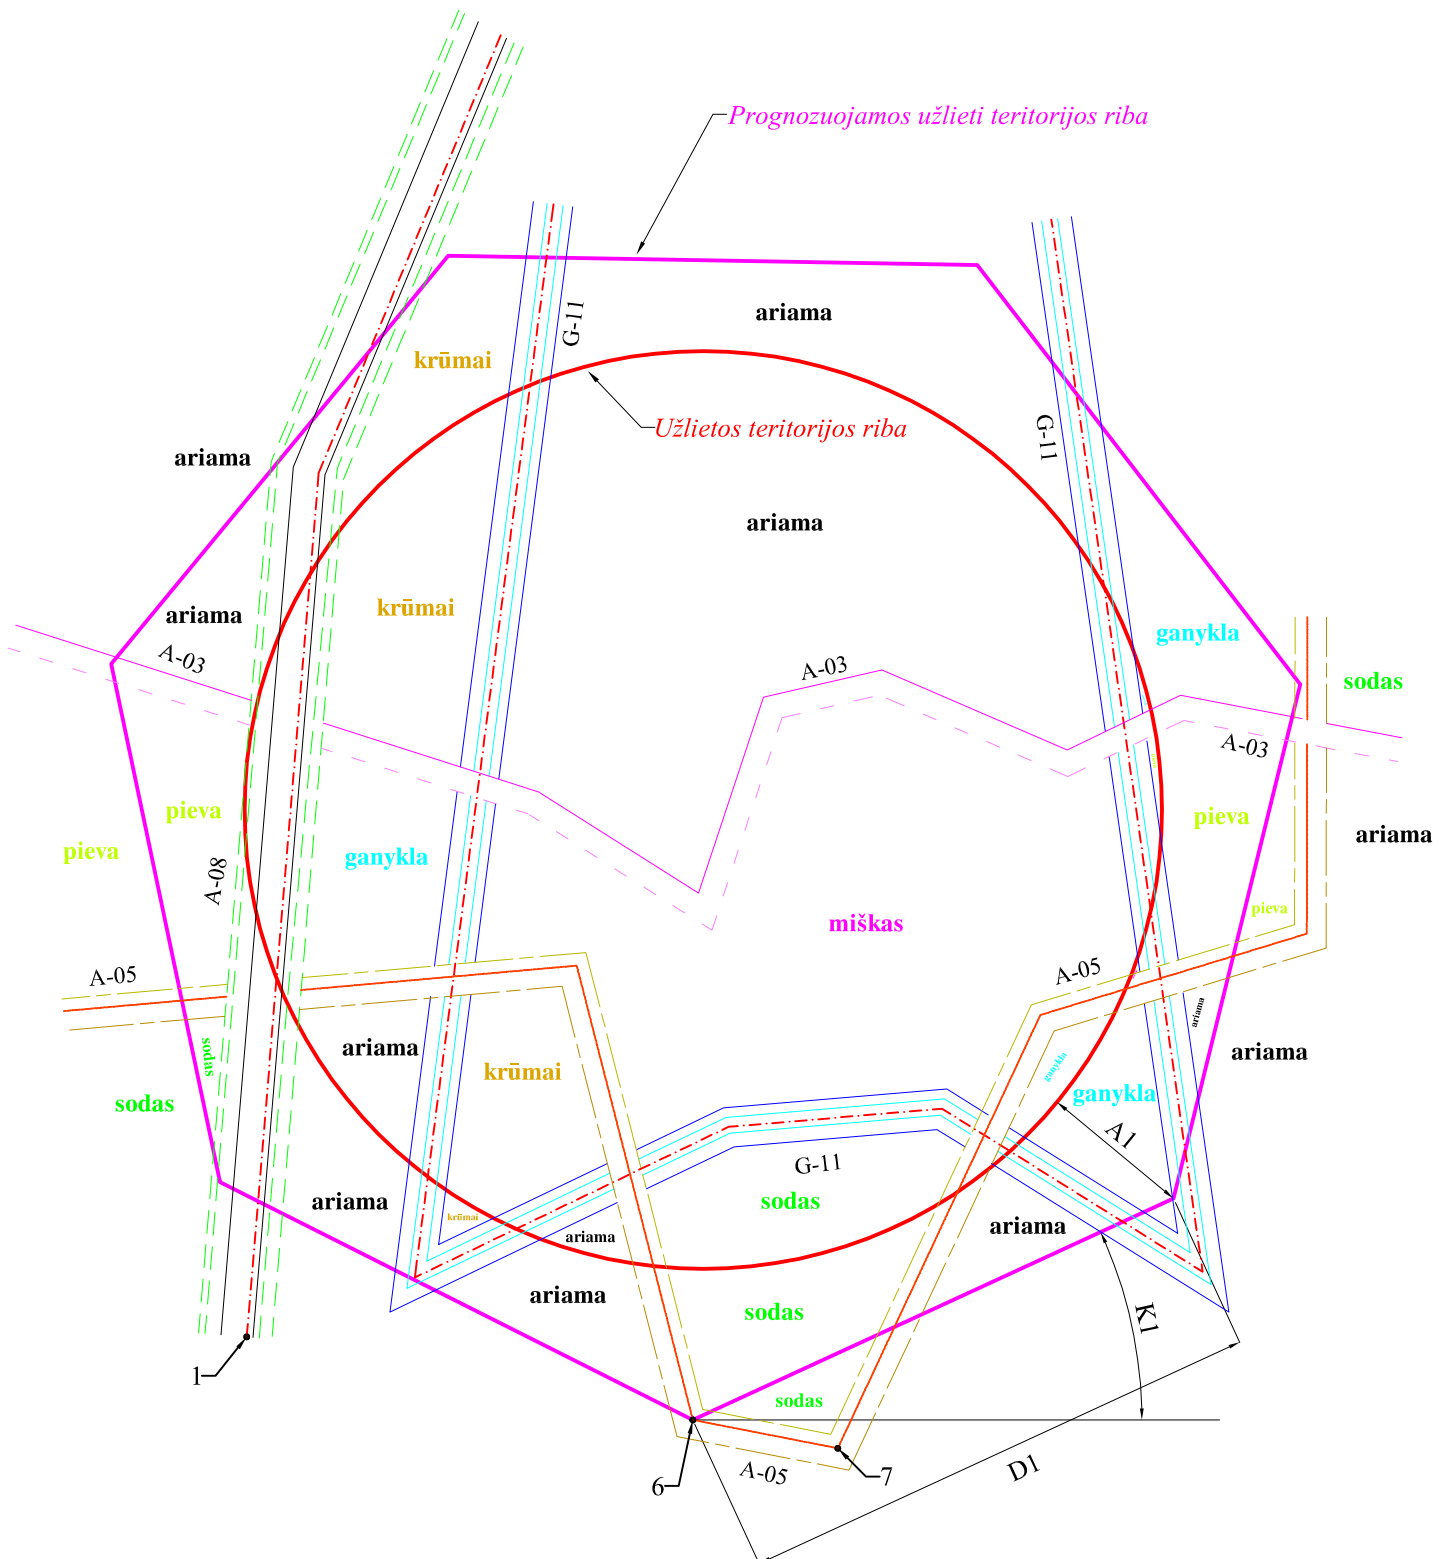 Prognozuojamos užlieti teritorijos riba
ariama
G-11
krūmai
Užlietos teritorijos riba
G-11
ariama
ariama
krūmai
ariama
ganykla
A-03
A-03
sodas
A-03
pieva
pieva
ariama
pieva
ganykla
A-08
pieva
miškas
A-05
A-05
ariama
sodas
ariama
ariama
krūmai
ganykla
ganykla
sodas
A1
G-11
ariama
sodas
krūmai
ariama
ariama
ariama
sodas
K1
1
sodas
D1
A-05
6
7